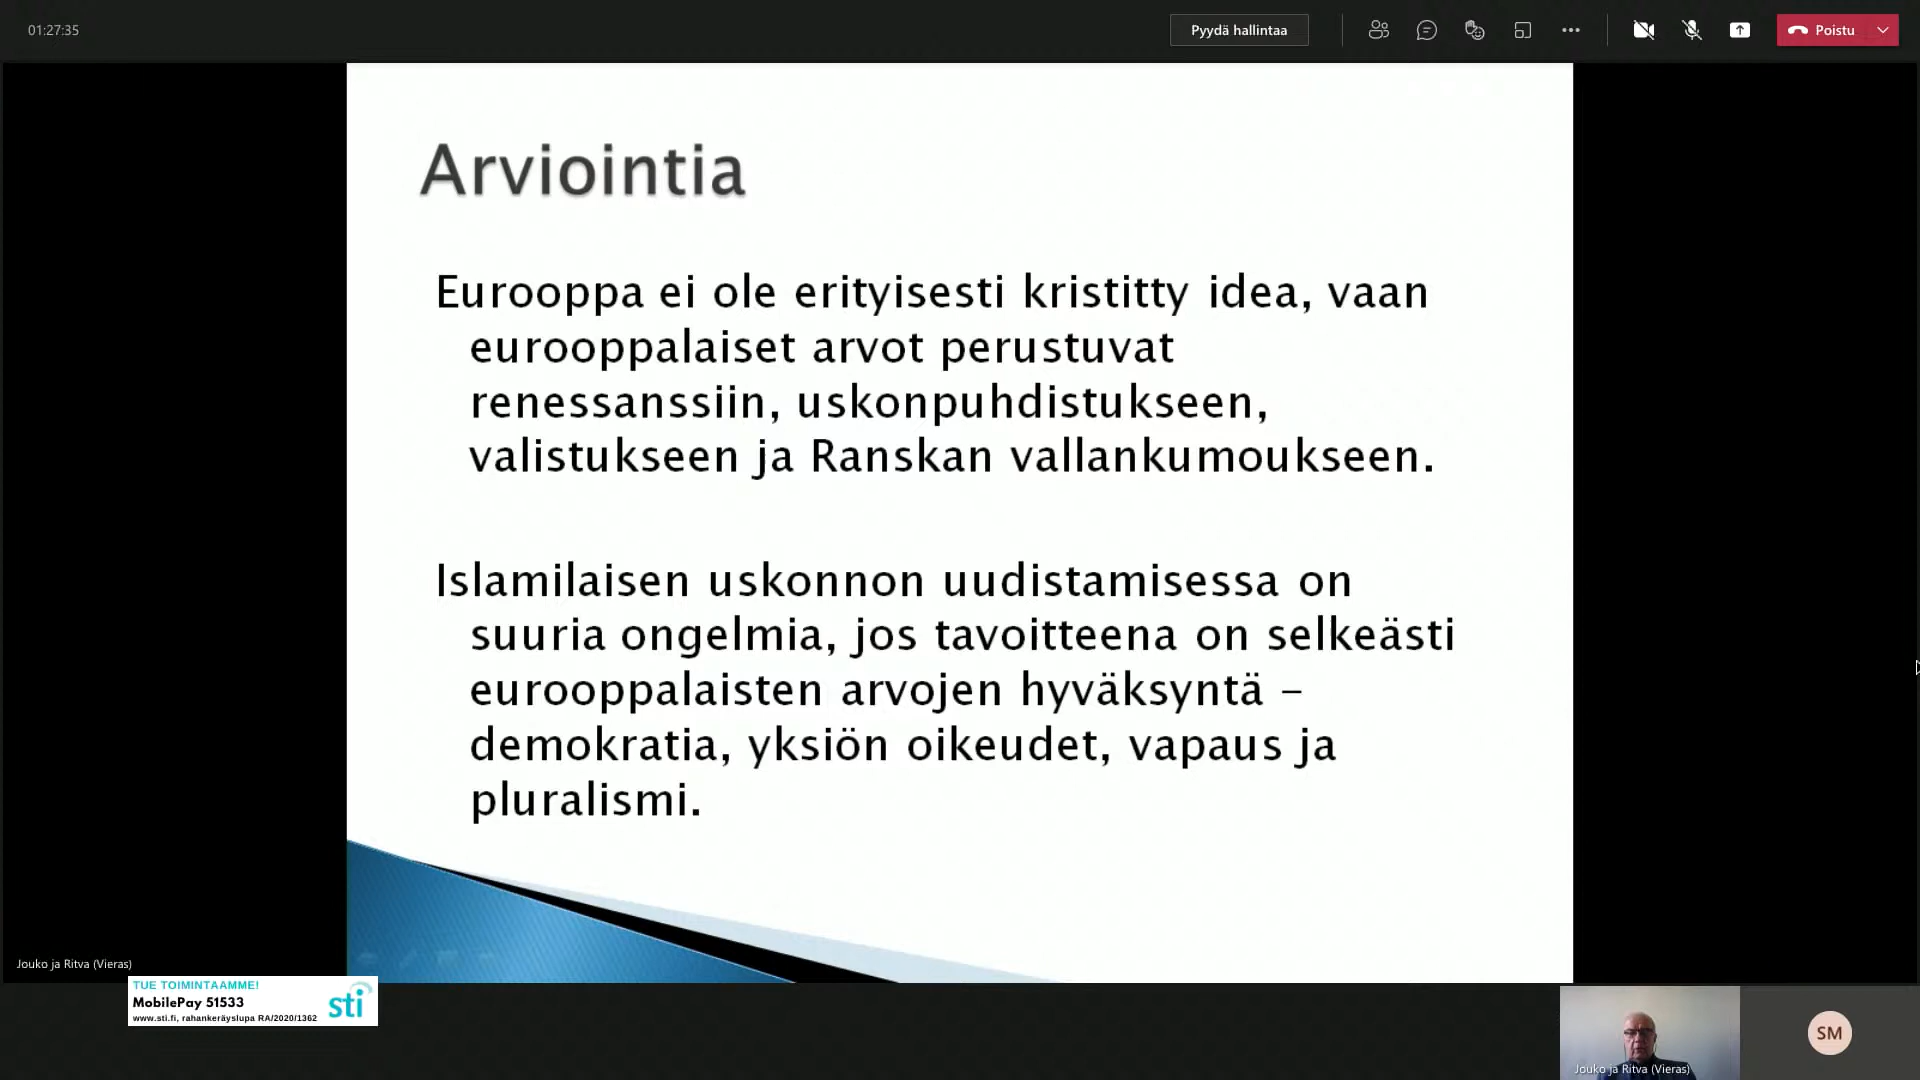 01:27:35
Pyydä hallintaa
Poistu
Arviointia
Eurooppa ei ole erityisesti kristitty idea, vaan
eurooppalaiset arvot perustuvat
renessanssiin, uskonpuhdistukseen,
valistukseen ja Ranskan vallankumoukseen.
Islamilaisen uskonnon uudistamisessa on
suuria ongelmia, jos tavoitteena on selkeästi
eurooppalaisten arvojen hyväksyntä –
demokratia, yksiön oikeudet, vapaus ja
pluralismi.
Jouko ja Ritva (Vieras)
TUE TOIMINTAAMME!
MobilePay 51533
www.sti.fi, rahankeräyslupa RA/2020/1362
sti
Jouko ja Ritva (Vieras)
SM